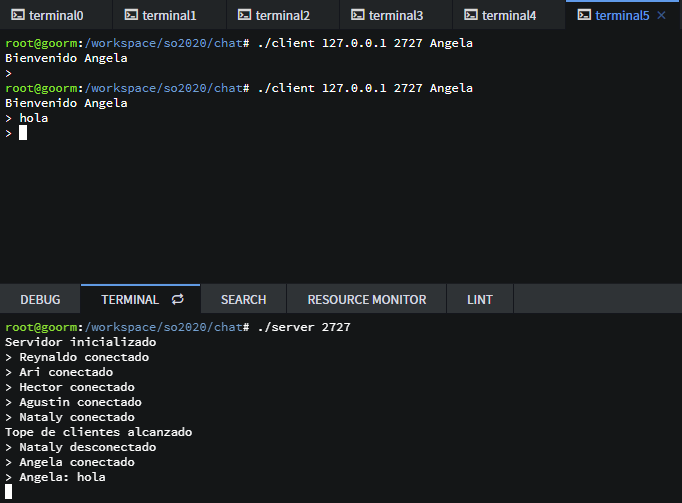 terminal0 terminal1 terminal2 terminal3 terminal4 terminal5 ×
root@goorm:/workspace/so2020/chat# ./client 127.0.0.1 2727 Angela
Bienvenido Angela
>
root@goorm:/workspace/so2020/chat# ./client 127.0.0.1 2727 Angela
Bienvenido Angela
> hola
>
DEBUG TERMINAL SEARCH RESOURCE MONITOR LINT
root@goorm:/workspace/so2020/chat# ./server 2727
Servidor inicializado
> Reynaldo conectado
> Ari conectado
> Hector conectado
> Agustin conectado
> Nataly conectado
Tope de clientes alcanzado
> Nataly desconectado
> Angela conectado
> Angela: hola